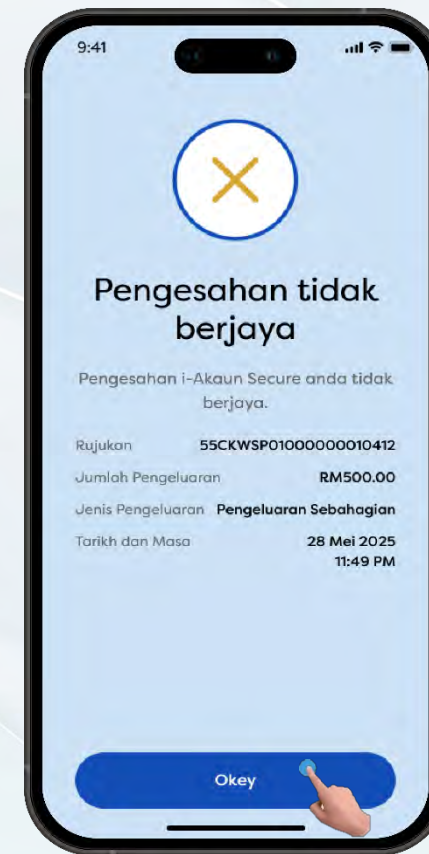 9:41
Pengesahan tidak
berjaya
Pengesahan i-Akaun Secure anda tidak
berjaya.
Rujukan 55CKWSP01000000010412
Jumlah Pengeluaran RM500.00
Jenis Pengeluaran Pengeluaran Sebahagian
Tarikh dan Masa 28 Mei 2025
11:49 PM
Okey